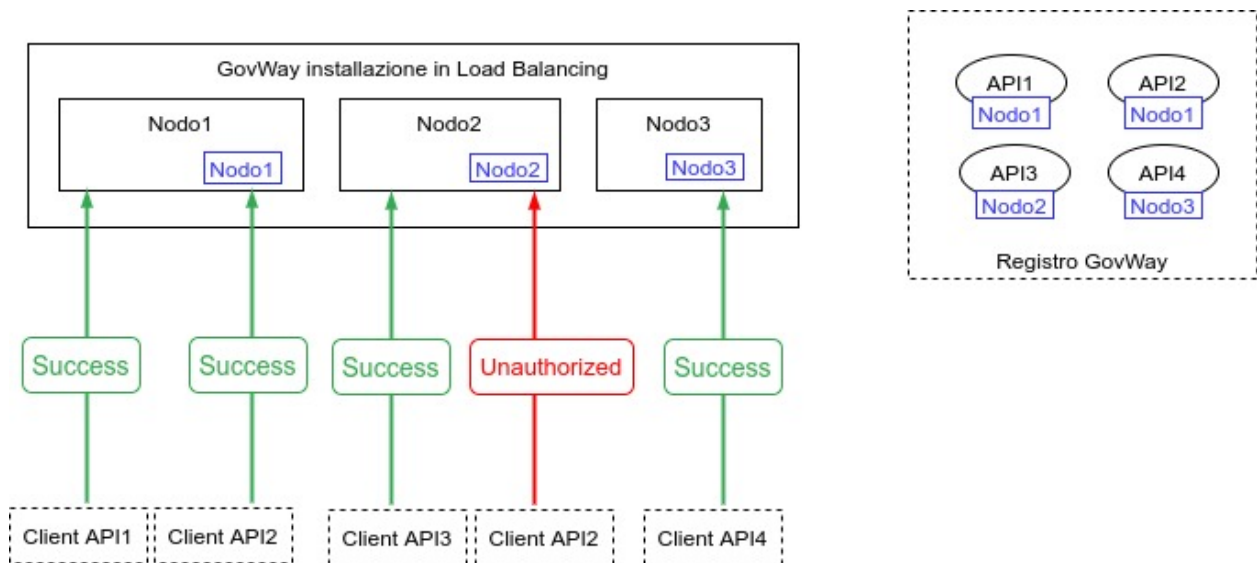 GovWay installazione in Load Balancing
Nodo1
Nodo2
Nodo3
Nodo1
Nodo2
Nodo3
Success
Success
Success
Unauthorized
Success
Client API1
Client API2
Client API3
Client API2
Client API4
API1
API2
Nodo1
Nodo1
API3
API4
Nodo2
Nodo3
Registro GovWay